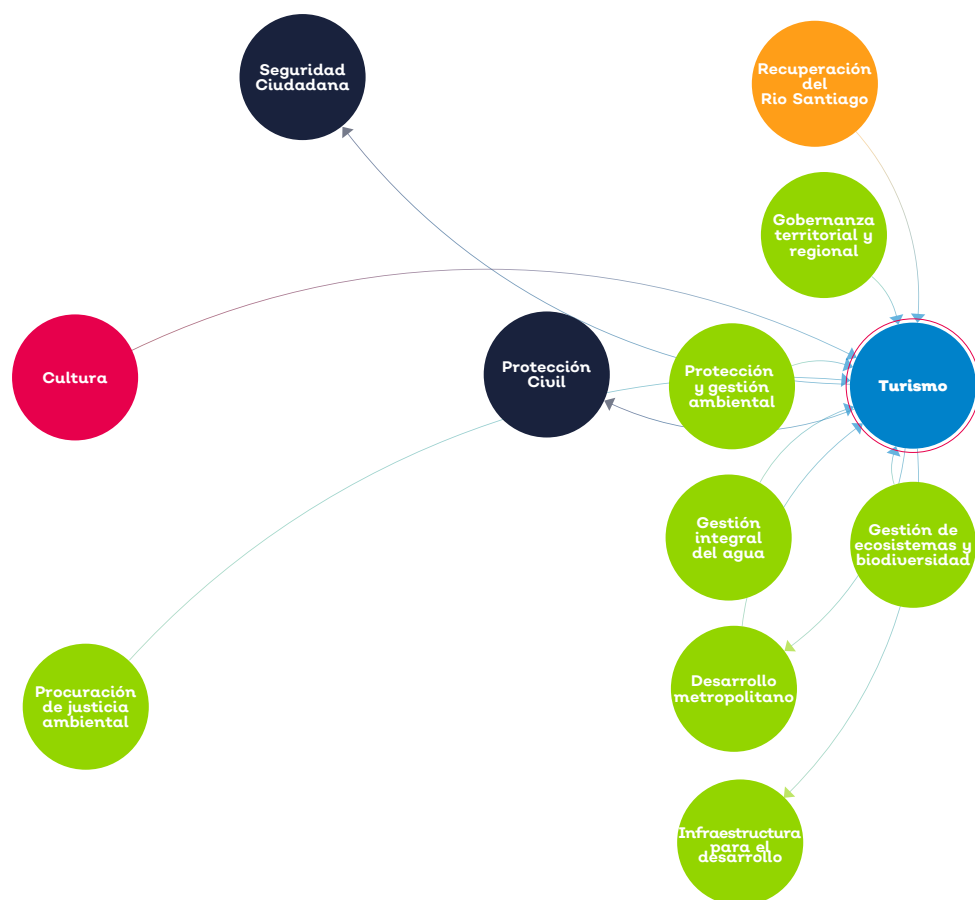 Seguridad
Ciudadana
Recuperación
del
Rio Santiago
Gobernanza
territorial y
regional
Cultura
Protección
Civil
Protección
y gestión
ambiental
Turismo
Gestión
integral
del agua
Gestión de
ecosistemas y
biodiversidad
Procuración
de justicia
ambiental
Desarrollo
metropolitano
Infraestructura
para el
desarrollo